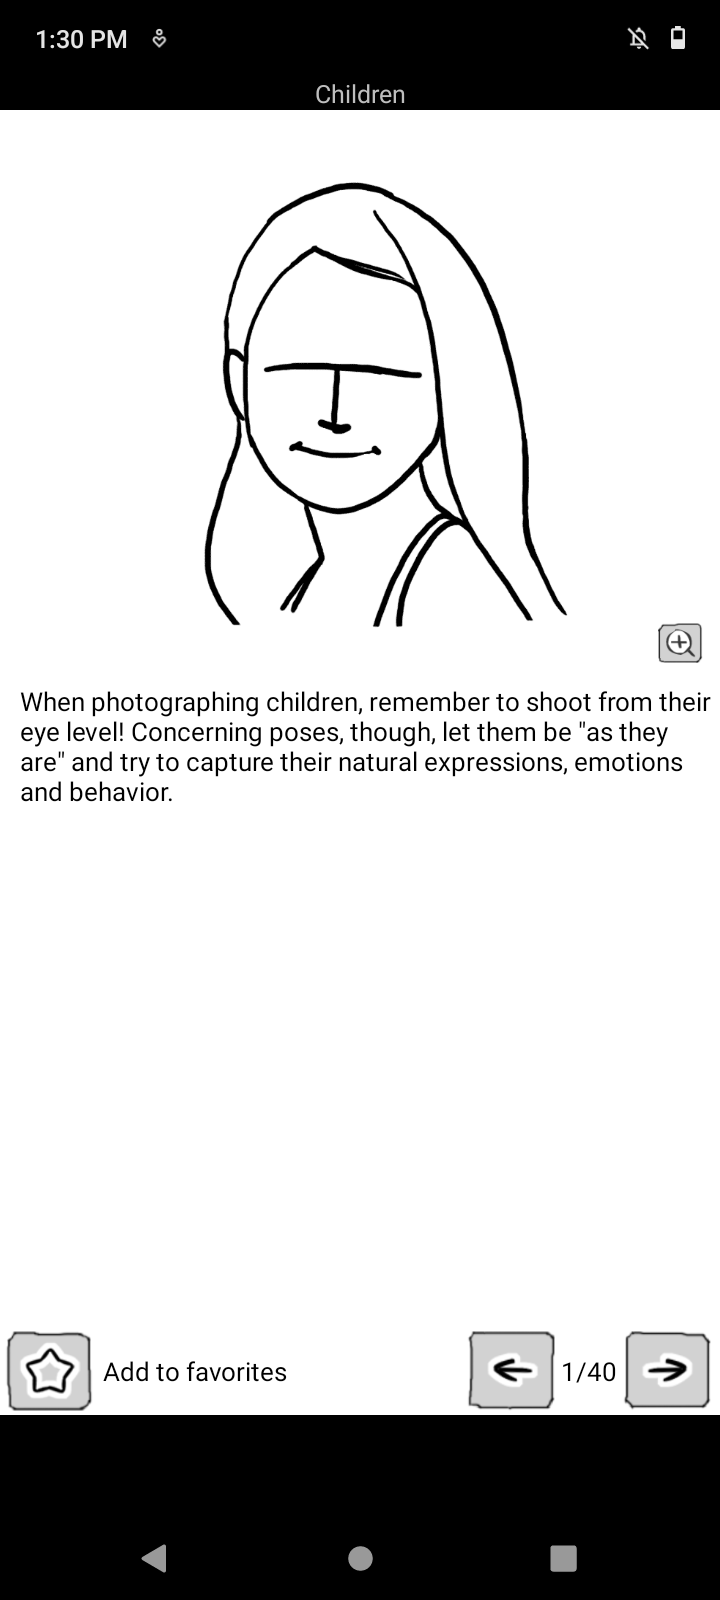 1:30 PM
Children
When photographing children, remember to shoot from their
eye level! Concerning poses, though, let them be "as they
are" and try to capture their natural expressions, emotions
and behavior.
Add to favorites
1/40